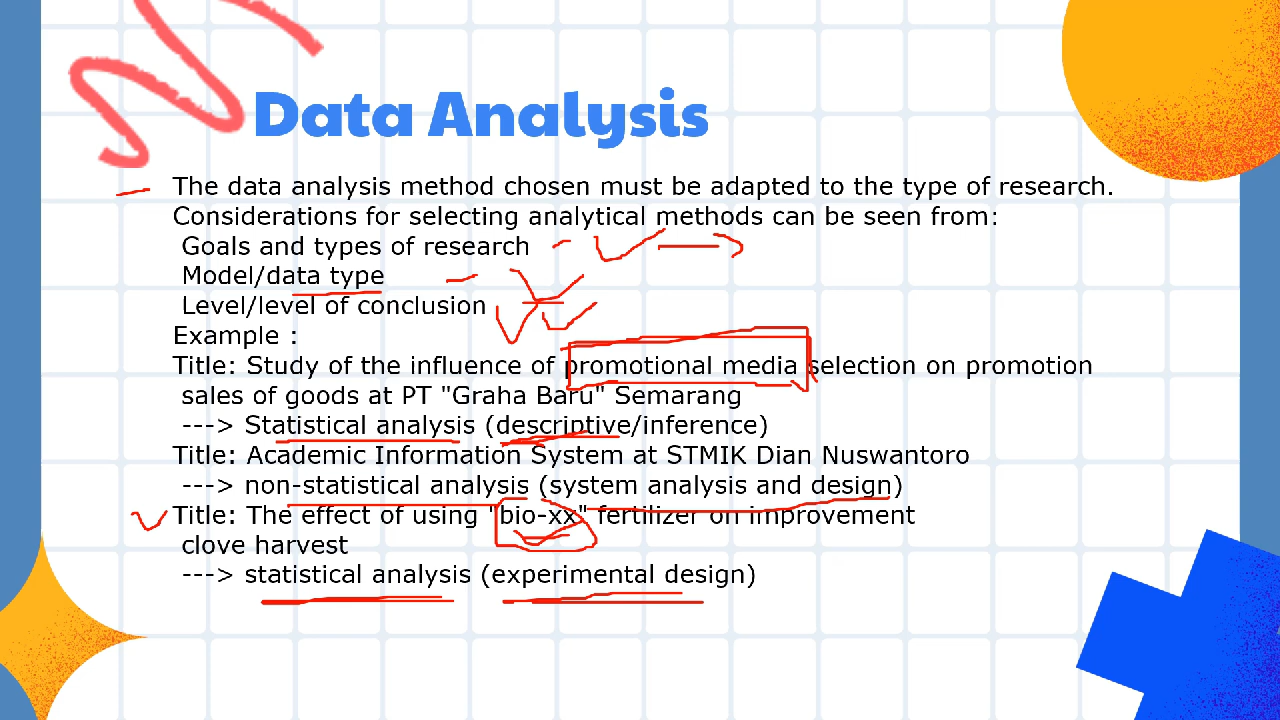 Data Analysis
The data analysis method chosen must be adapted to the type of research.
Considerations for selecting analytical methods can be seen from:
Goals and types of research
Model/data type
Level/level of conclusion
Example :
Title: Study of the influence of promotional media selection on promotion
sales of goods at PT "Graha Baru" Semarang
---> Statistical analysis (descriptive/inference)
Title: Academic Information System at STMIK Dian Nuswantoro
---> non-statistical analysis (system analysis and design)
Title: The effect of using "bio-xx" fertilizer on improvement
clove harvest
---> statistical analysis (experimental design)